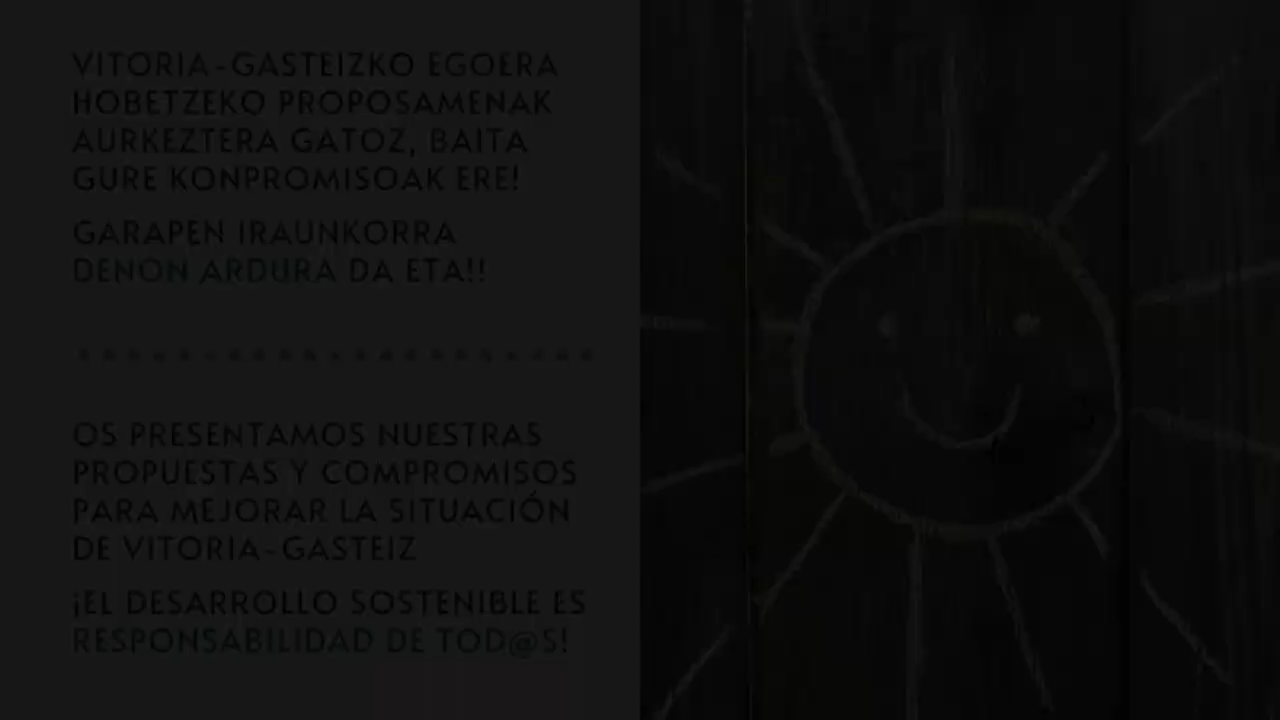 VITORIA-GASTEIZKO EGOERA
HOBETZEKO PROPOSAMENAK
AURKEZTERA GATOZ, BAITA
GURE KONPROMISOAK ERE!
GARAPEN IRAUNKORRA
DENON ARDURA DA ETA!!
OS PRESENTAMOS NUESTRAS
PROPUESTAS Y COMPROMISOS
PARA MEJORAR LA SITUACIÓN
DE VITORIA-GASTEIZ
¡EL DESARROLLO SOSTENIBLE ES
RESPONSABILIDAD DE TOD@S!